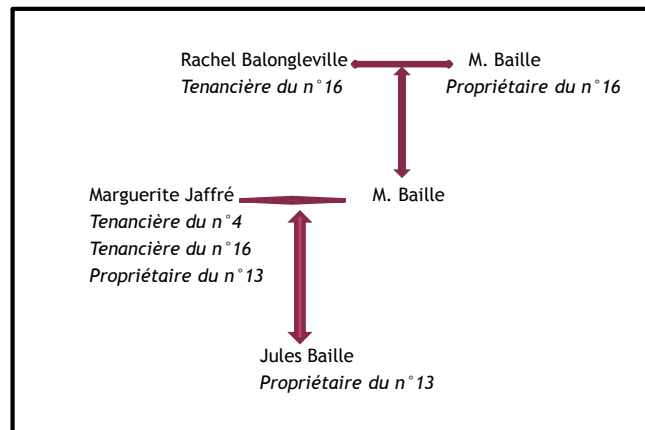 Rachel Balongleville
Tenancière du n°16
M. Baille
Propriétaire du n°16
Marguerite Jaffré
Tenancière du n°4
Tenancière du n°16
Propriétaire du n°13
M. Baille
Jules Baille
Propriétaire du n°13